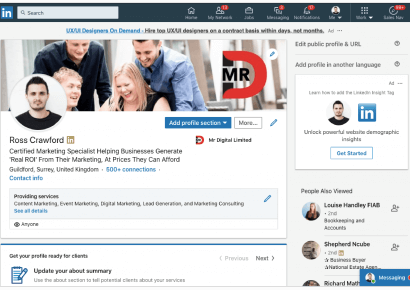 in
Search
Home
My Network
Jobs
Messaging
Notifications
Me
Work
Sales Nav
UX/UI Designers On Demand - Hire top UX/UI designers on a contract basis within days, not months. Ad ...
MR
Add profile section
More...
Ross Crawford
Mr Digital Limited
Certified Marketing Specialist Helping Businesses Generate
'Real ROI' From Their Marketing, At Prices They Can Afford
Guildford, Surrey, United Kingdom · 500+ connections ·
Contact info
Providing services
Content Marketing, Event Marketing, Digital Marketing, Lead Generation, and Marketing Consulting
See all details
Anyone
Get your profile ready for clients
Previous Next
Update your about summary
Use the about section to tell potential clients about your services
Edit public profile & URL
Add profile in another language
Ad ...
Learn how to add the LinkedIn Insight Tag
in
Unlock powerful website demographic
insights
Get Started
People Also Viewed
Louise Handley FIAB
• 2nd
Bookkeeping and
Accounts
Shepherd Ncube
• 2nd
Business Buyer
National Estate Agen...
Richard Math
Messaging